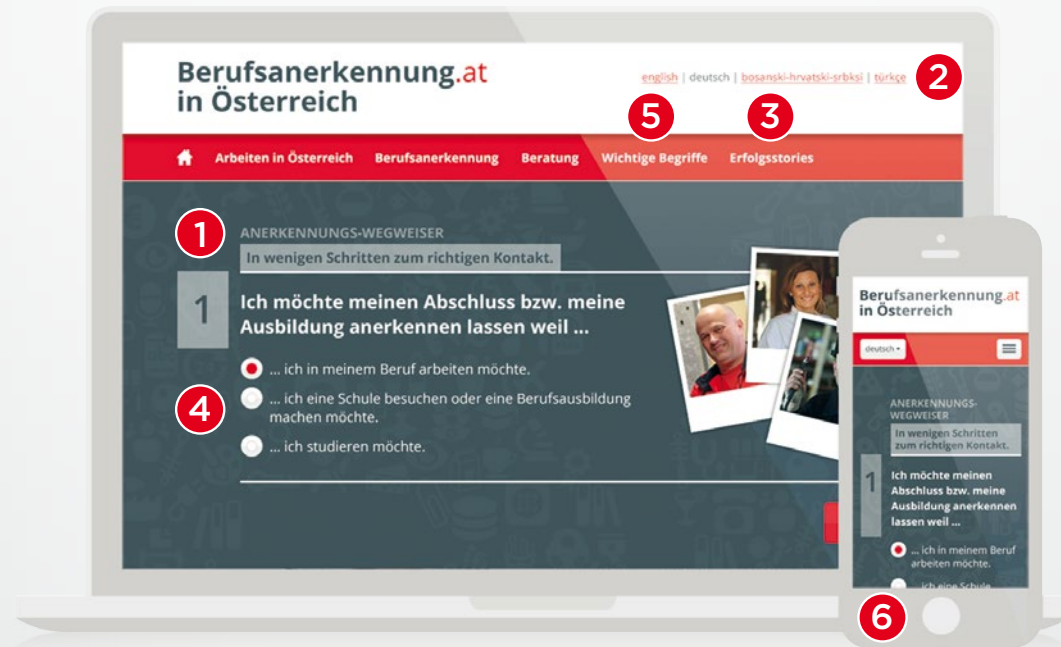 Berufsanerkennung.at
in Österreich
english | deutsch | bosanski-hrvatski-srbksi | türkçe
2
5
3
Arbeiten in Österreich Berufsanerkennung Beratung Wichtige Begriffe Erfolgsstories
1
ANERKENNUNGS-WEGWEISER
In wenigen Schritten zum richtigen Kontakt.
1
Ich möchte meinen Abschluss bzw. meine
Ausbildung anerkennen lassen weil ...
... ich in meinem Beruf arbeiten möchte.
4
... ich eine Schule besuchen oder eine Berufsausbildung
machen möchte.
... ich studieren möchte.
Berufsanerkennung.at
in Österreich
deutsch
ANERKENNUNGS-
WEGWEISER
In wenigen Schritten
zum richtigen Kontakt.
1
Ich möchte meinen
Abschluss bzw. meine
Ausbildung anerkennen
lassen weil ...
... ich in meinem Beruf
arbeiten möchte.
... ich eine Schule
6